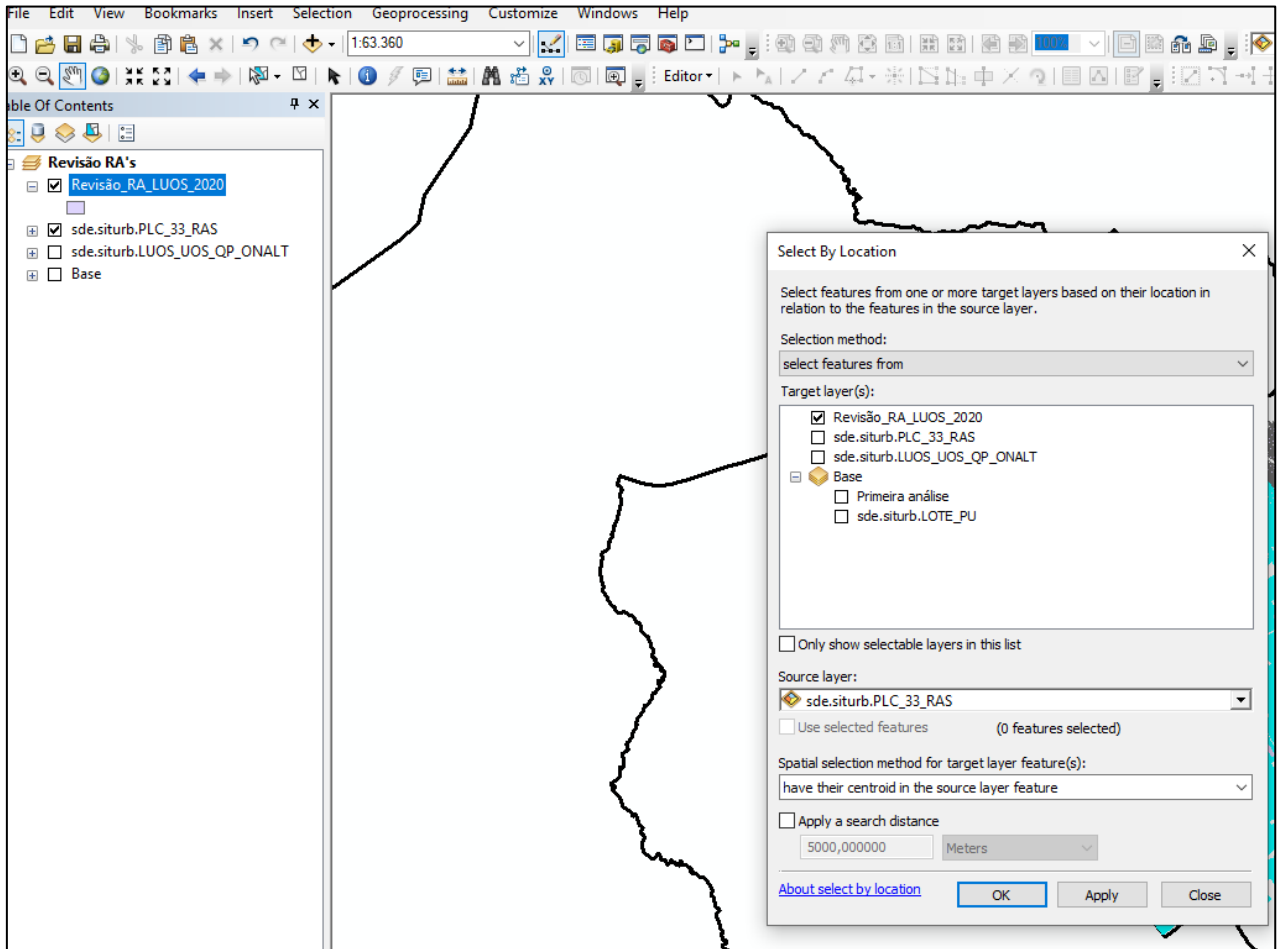 File Edit View Bookmarks Insert Selection Geoprocessing Customize Windows Help
1:63.360
100%
Editor
able Of Contents
Revisão RA's
Revisão_RA_LUOS_2020
sde.siturb.PLC_33_RAS
sde.siturb.LUOS_UOS_QP_ONALT
Base
Select By Location
Select features from one or more target layers based on their location in
relation to the features in the source layer.
Selection method:
select features from
Target layer(s):
Revisão_RA_LUOS_2020
sde.siturb.PLC_33_RAS
sde.siturb.LUOS_UOS_QP_ONALT
Base
Primeira análise
sde.siturb.LOTE_PU
Only show selectable layers in this list
Source layer:
sde.siturb.PLC_33_RAS
Use selected features (0 features selected)
Spatial selection method for target layer feature(s):
have their centroid in the source layer feature
Apply a search distance
5000,000000 Meters
About select by location OK Apply Close